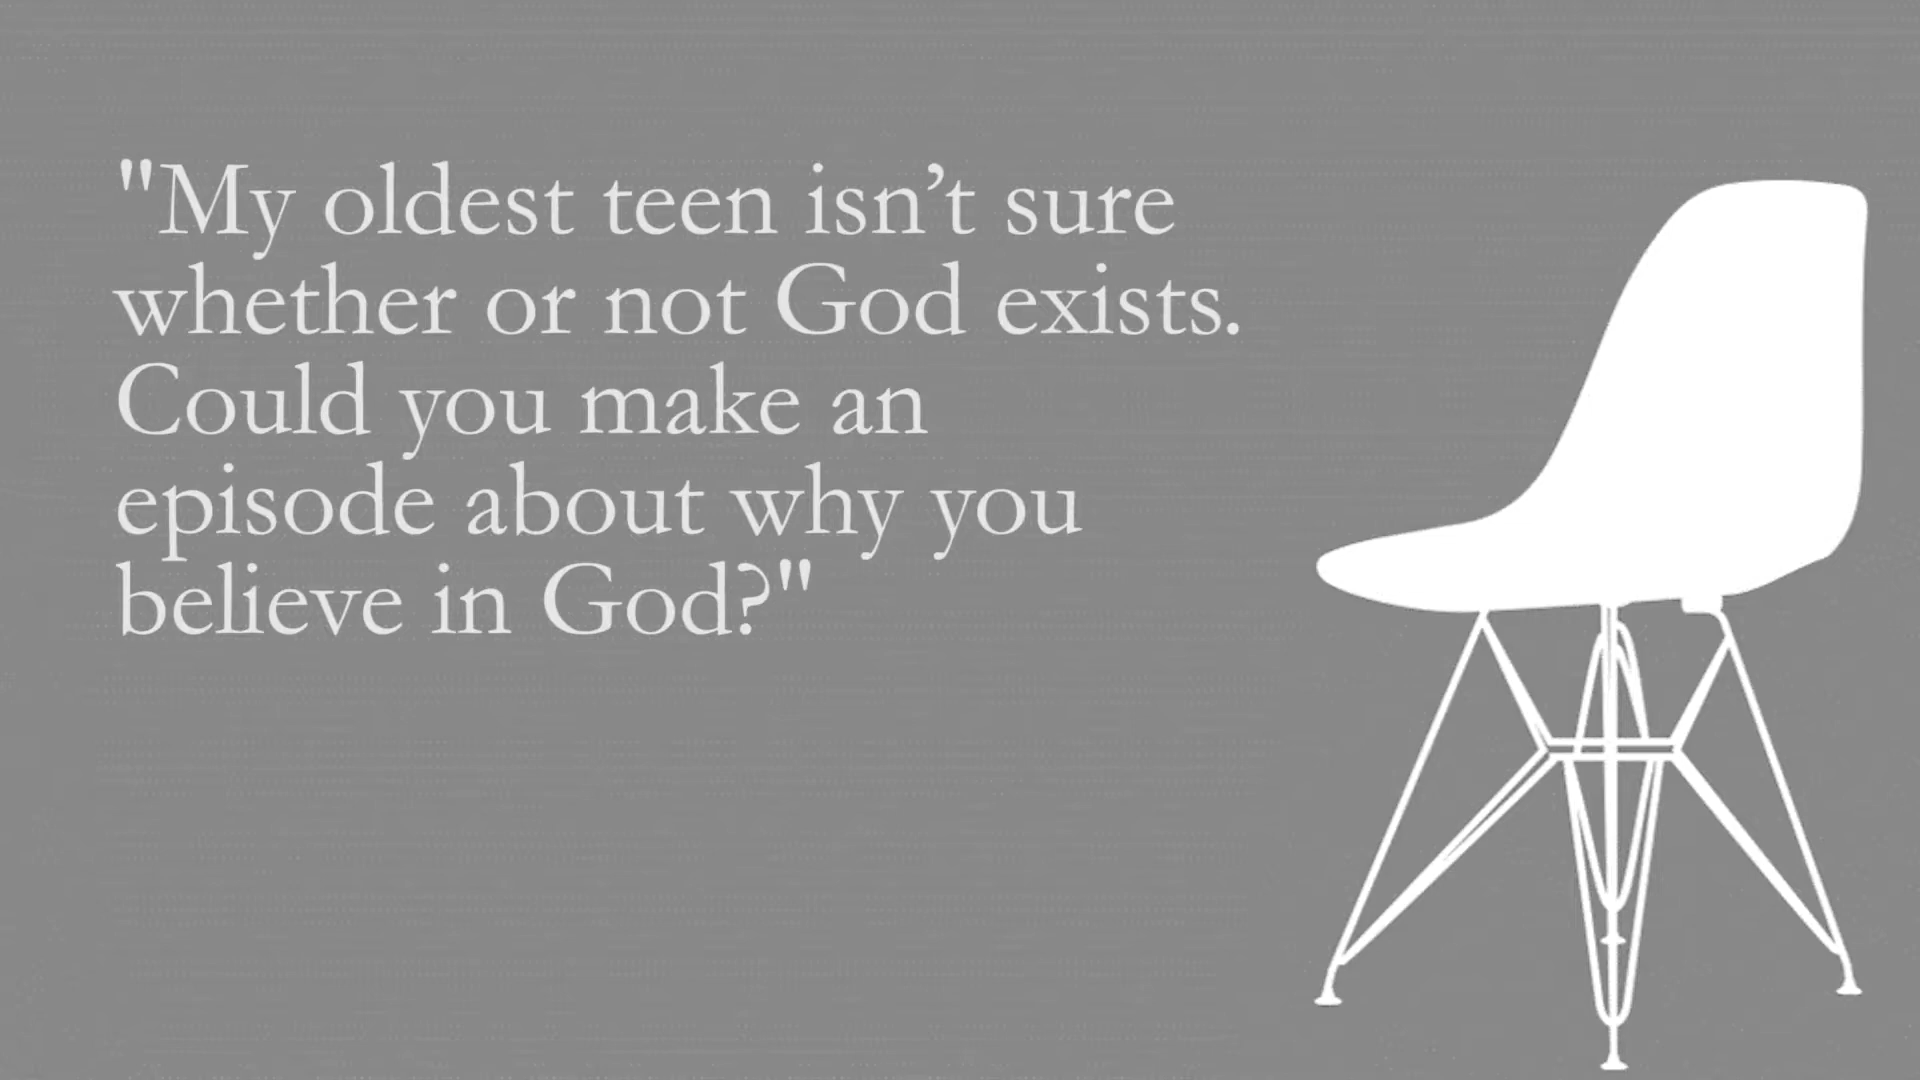 "My oldest teen isn’t sure
whether or not God exists.
Could you make an
episode about why you
believe in God?"